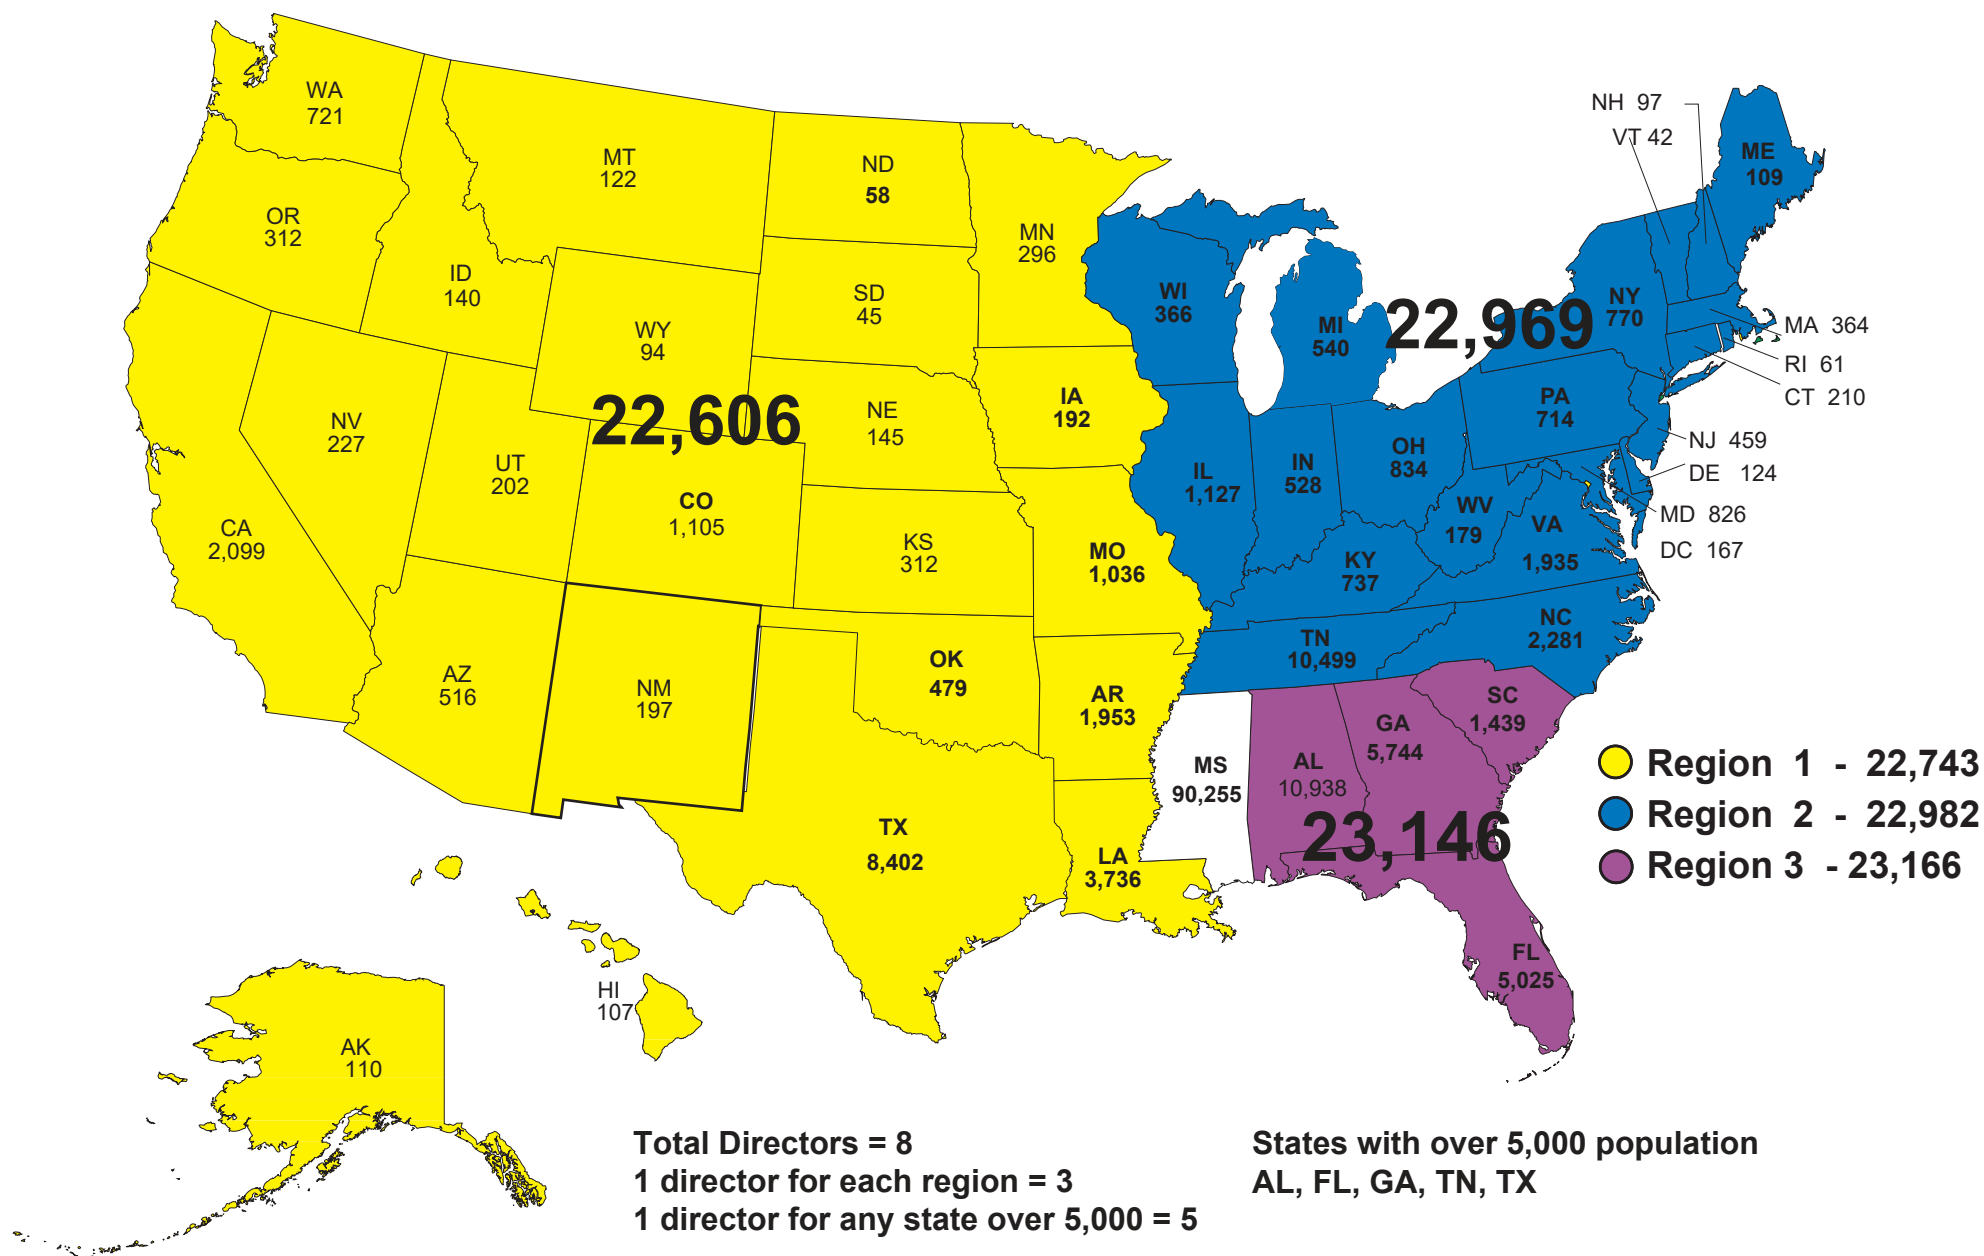 WA
721
OR
312
CA
2,099
NV
227
ID
140
MT
122
WY
94
UT
202
AZ
516
CO
1,105
NM
197
ND
58
SD
45
NE
145
KS
312
OK
479
TX
8,402
MN
296
IA
192
MO
1,036
AR
1,953
LA
3,736
22,606
HI
107
AK
110
WI
366
MI
540
IL
1,127
IN
528
OH
834
KY
737
TN
10,499
WV
179
VA
1,935
NC
2,281
PA
714
NY
770
22,969
NH 97
VT 42
ME
109
MA 364
RI 61
CT 210
NJ 459
DE 124
MD 826
DC 167
MS
90,255
AL
10,938
GA
5,744
SC
1,439
FL
5,025
23,146
Region 1 - 22,743
Region 2 - 22,982
Region 3 - 23,166
Total Directors = 8
1 director for each region = 3
1 director for any state over 5,000 = 5
States with over 5,000 population
AL, FL, GA, TN, TX